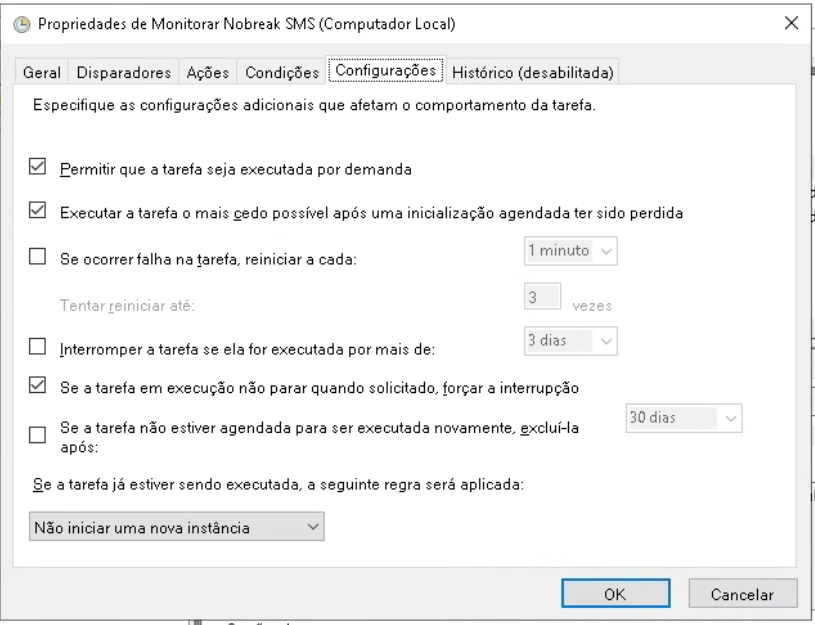 Propriedades de Monitorar Nobreak SMS (Computador Local)
Geral Disparadores Ações Condições Configurações Histórico (desabilitada)
Especifique as configurações adicionais que afetam o comportamento da tarefa.
Permitir que a tarefa seja executada por demanda
Executar a tarefa o mais cedo possível após uma inicialização agendada ter sido perdida
Se ocorrer falha na tarefa, reiniciar a cada: 1 minuto
Tentar reiniciar até: 3 vezes
Interromper a tarefa se ela for executada por mais de: 3 dias
Se a tarefa em execução não parar quando solicitado, forçar a interrupção
Se a tarefa não estiver agendada para ser executada novamente, excluí-la 30 dias
após:
Se a tarefa já estiver sendo executada, a seguinte regra será aplicada:
Não iniciar uma nova instância
OK Cancelar